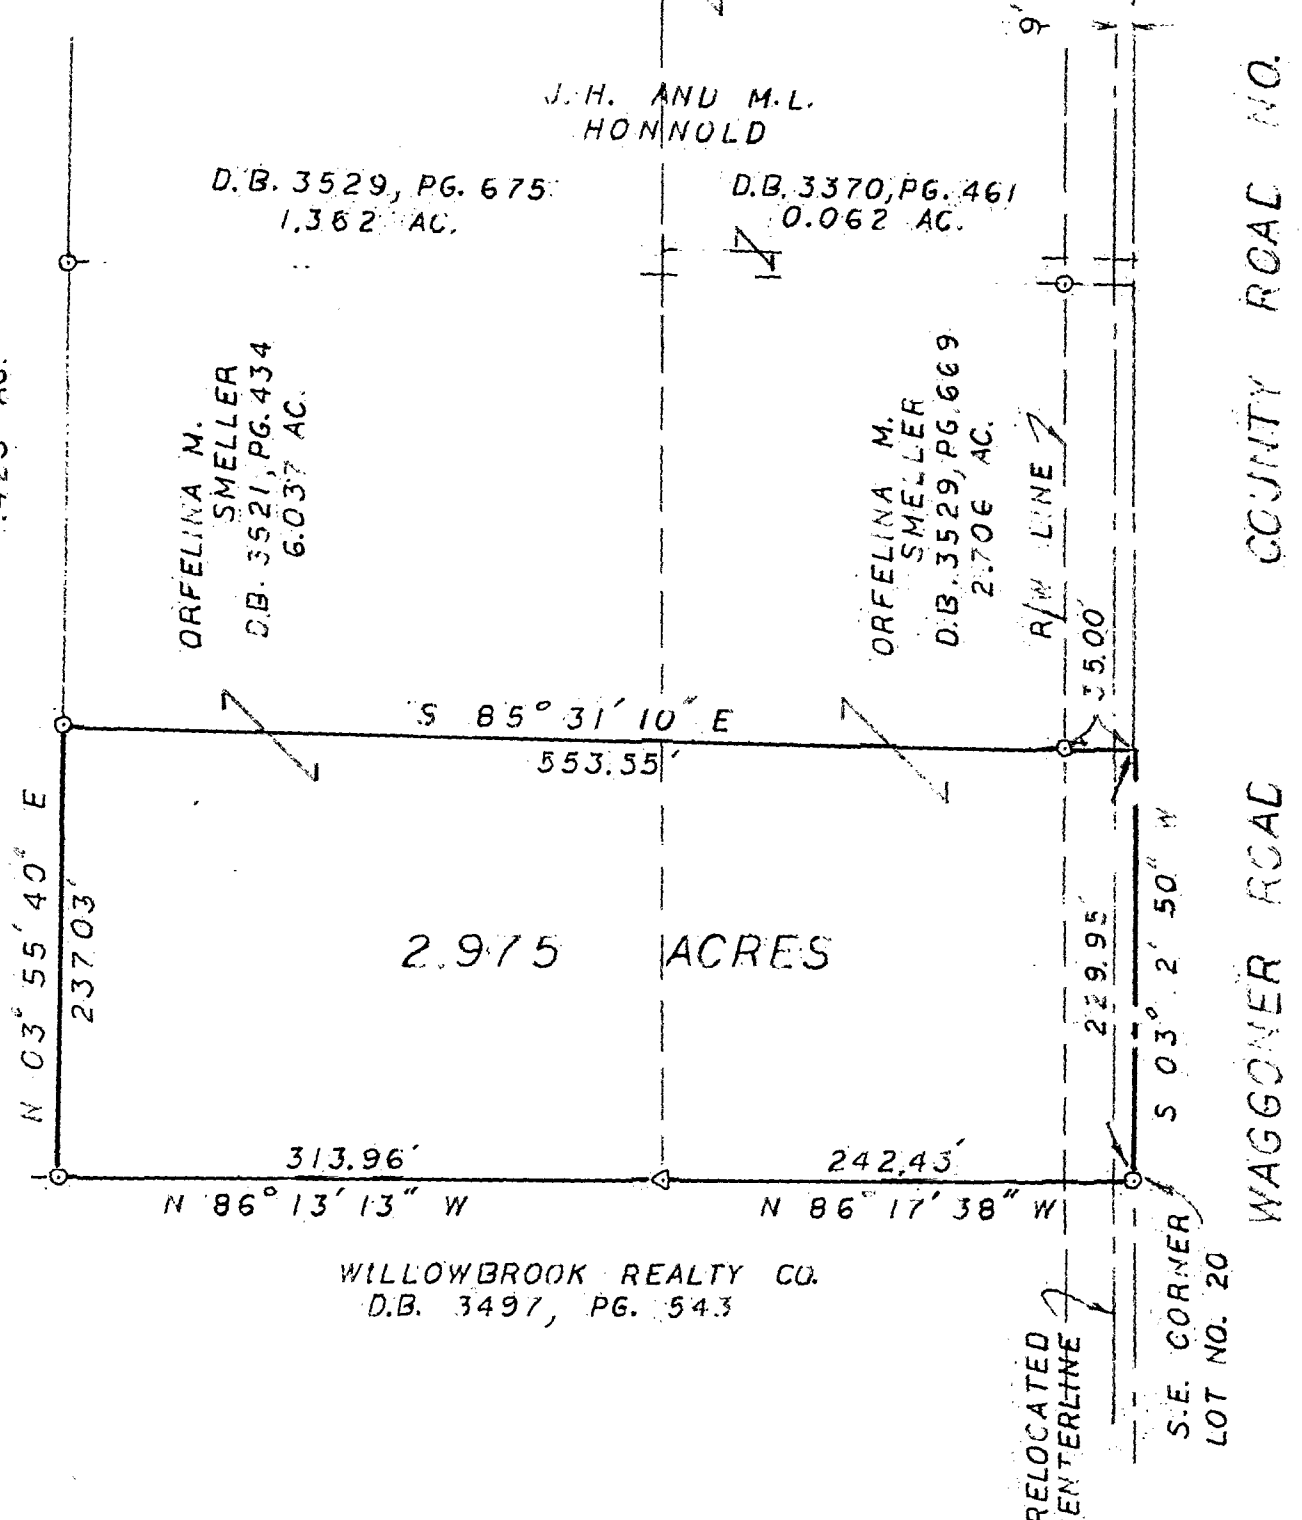 9'
J. H. AND M. L.
HONNOLD
D.B. 3529, PG. 675
1.362 AC.
D.B. 3370, PG. 461
0.062 AC.
ORFELINA M.
SMELLER
D.B. 3521, PG. 434
6.037 AC.
ORFELINA M.
SMELLER
D.B. 3529, PG. 669
2.706 AC.
R/W LINE
35.00'
S 85° 31' 10" E
553.35'
N 03° 55' 40" E
237.03'
2.975 ACRES
229.95'
S 03° 2' 50" W
313.96'
N 86° 13' 13" W
242.43'
N 86° 17' 38" W
WILLOWBROOK REALTY CO.
D.B. 3497, PG. 543
RELOCATED
ENTERLINE
S.E. CORNER
LOT NO. 20
WAGGONER ROAD COUNTY ROAD NO.